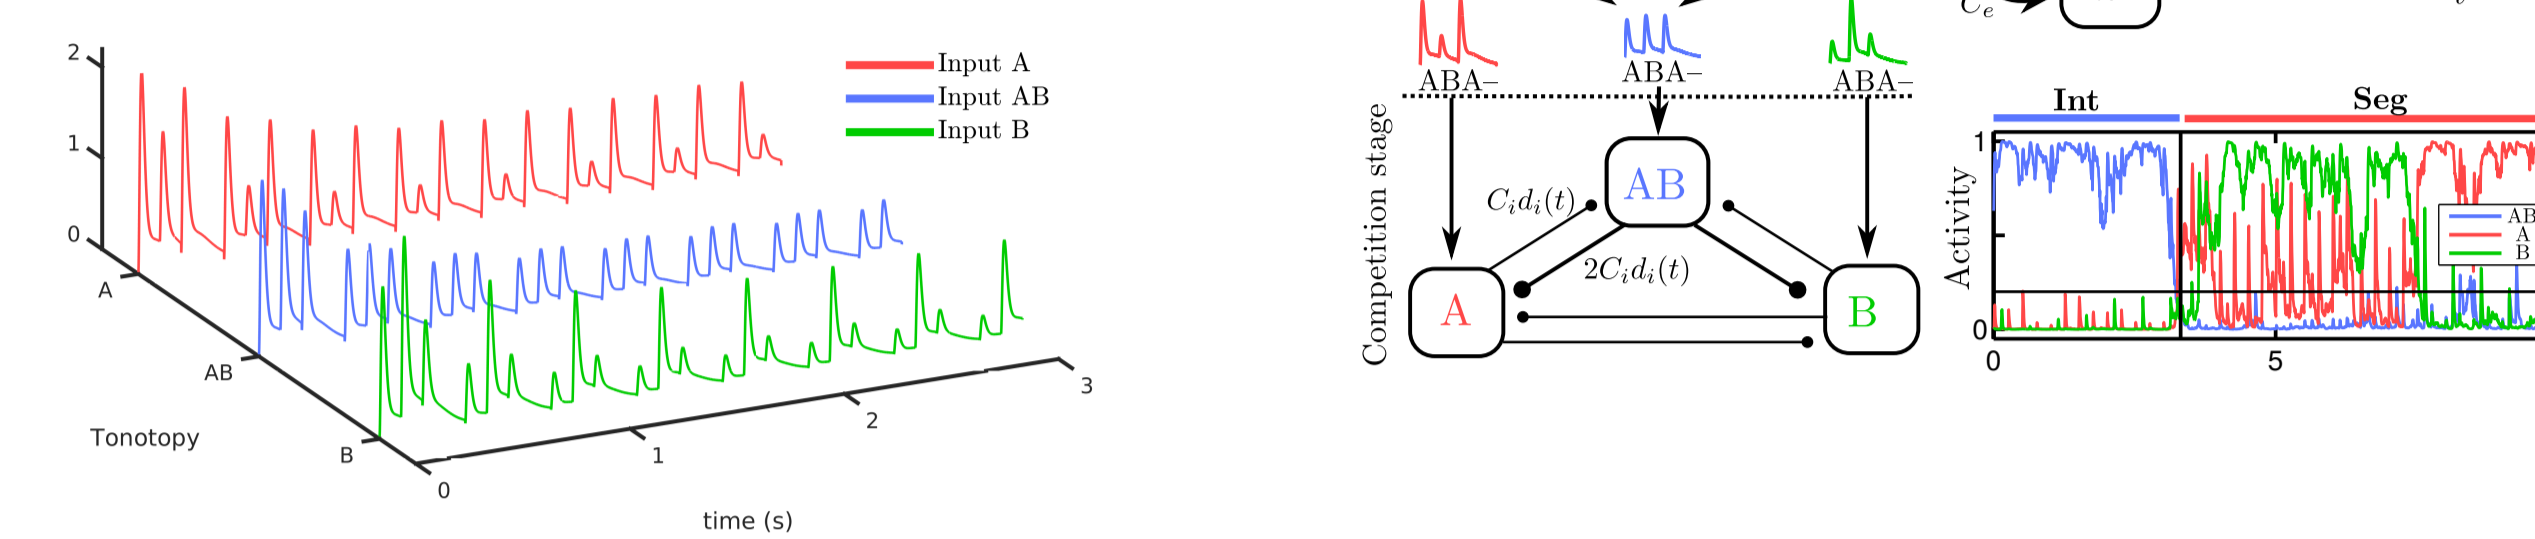 2
1
0
A
AB
B
Tonotopy
0
1
2
3
time (s)
Input A
Input AB
Input B
ABA–
ABA–
ABA–
Competition stage
AB
C_i d_i(t)
2C_i d_i(t)
A
B
C_e
Int
Seg
Activity
1
0
0
5
AB
A
B